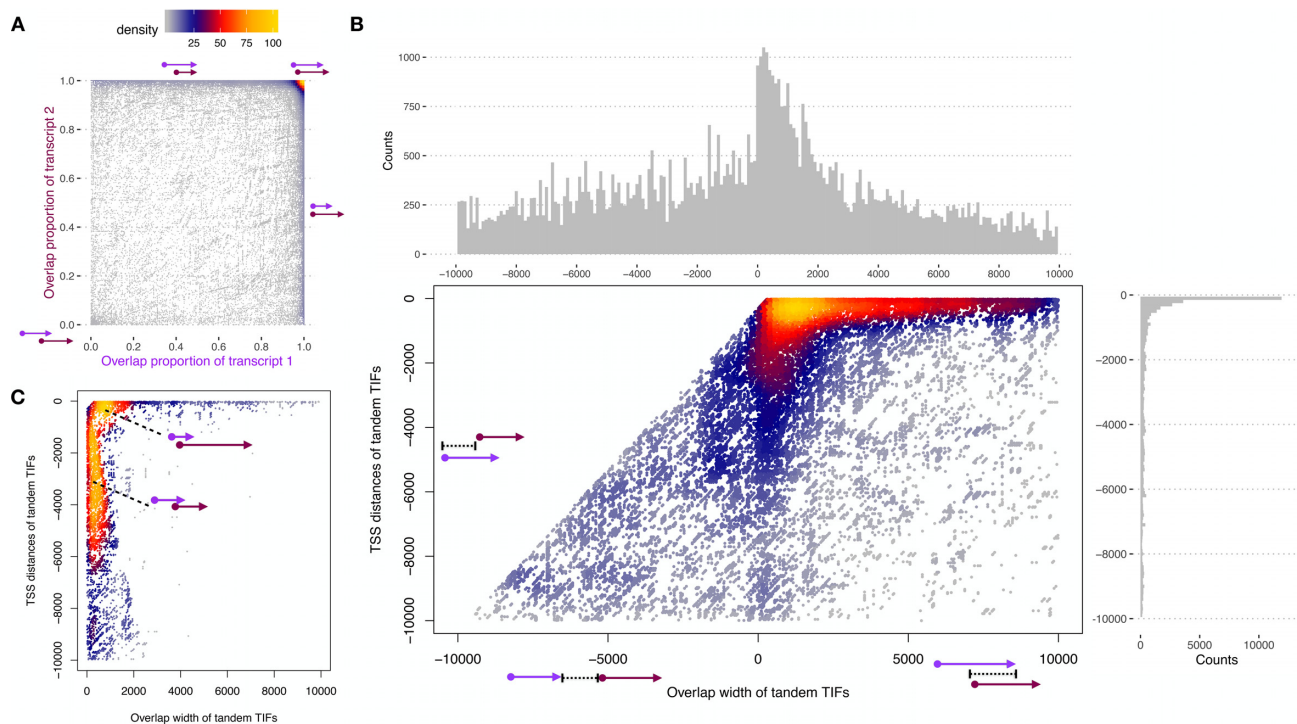 A
density
25 50 75 100
1.0
0.8
0.6
0.4
0.2
0.0
Overlap proportion of transcript 2
0.0 0.2 0.4 0.6 0.8 1.0
Overlap proportion of transcript 1
B
1000
750
500
250
0
Counts
−10000 −8000 −6000 −4000 −2000 0 2000 4000 6000 8000 10000
0
−2000
−4000
−6000
−8000
−10000
TSS distances of tandem TIFs
−10000 −5000 0 5000 10000
Overlap width of tandem TIFs
0
−2000
−4000
−6000
−8000
−10000
0 5000 10000
Counts
C
0
−2000
−4000
−6000
−8000
−10000
TSS distances of tandem TIFs
0 2000 4000 6000 8000 10000
Overlap width of tandem TIFs